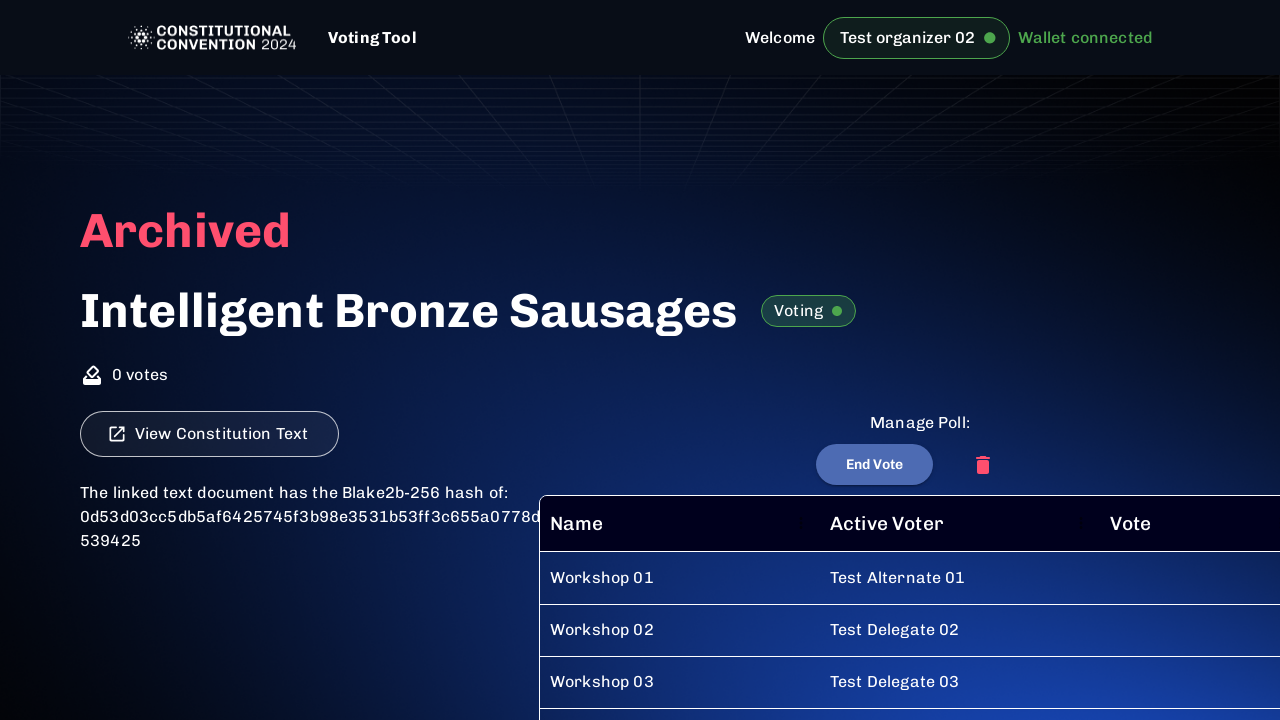 CONSTITUTIONAL
CONVENTION 2024
Voting Tool
Welcome
Test organizer 02
Wallet connected
Archived
Intelligent Bronze Sausages
Voting
0 votes
View Constitution Text
Manage Poll:
End Vote
The linked text document has the Blake2b-256 hash of:
0d53d03cc5db5af6425745f3b98e3531b53ff3c655a0778d
539425
Name Active Voter Vote
Workshop 01 Test Alternate 01
Workshop 02 Test Delegate 02
Workshop 03 Test Delegate 03